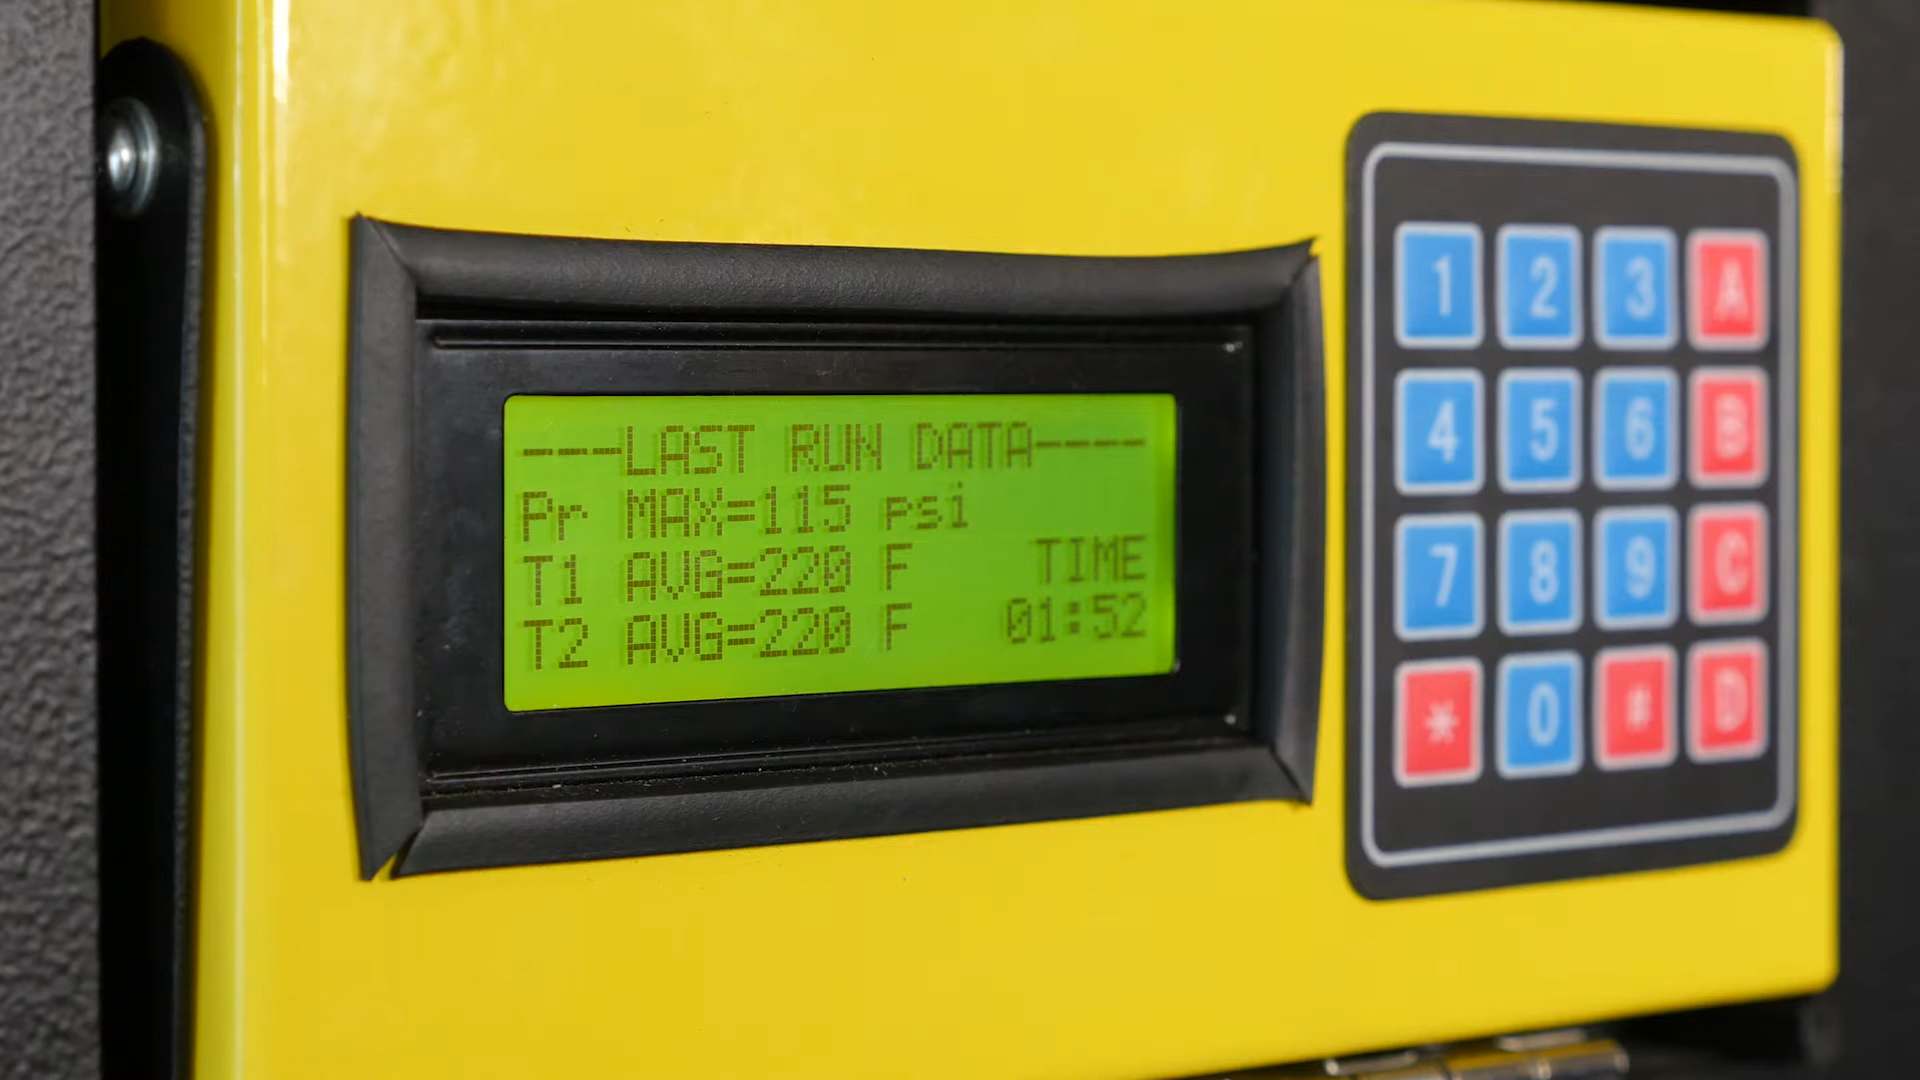 ---LAST RUN DATA----
Pr MAX=115 psi
T1 AVG=220 F TIME
T2 AVG=220 F 01:52
1 2 3 A
4 5 6 B
7 8 9 C
* 0 # D